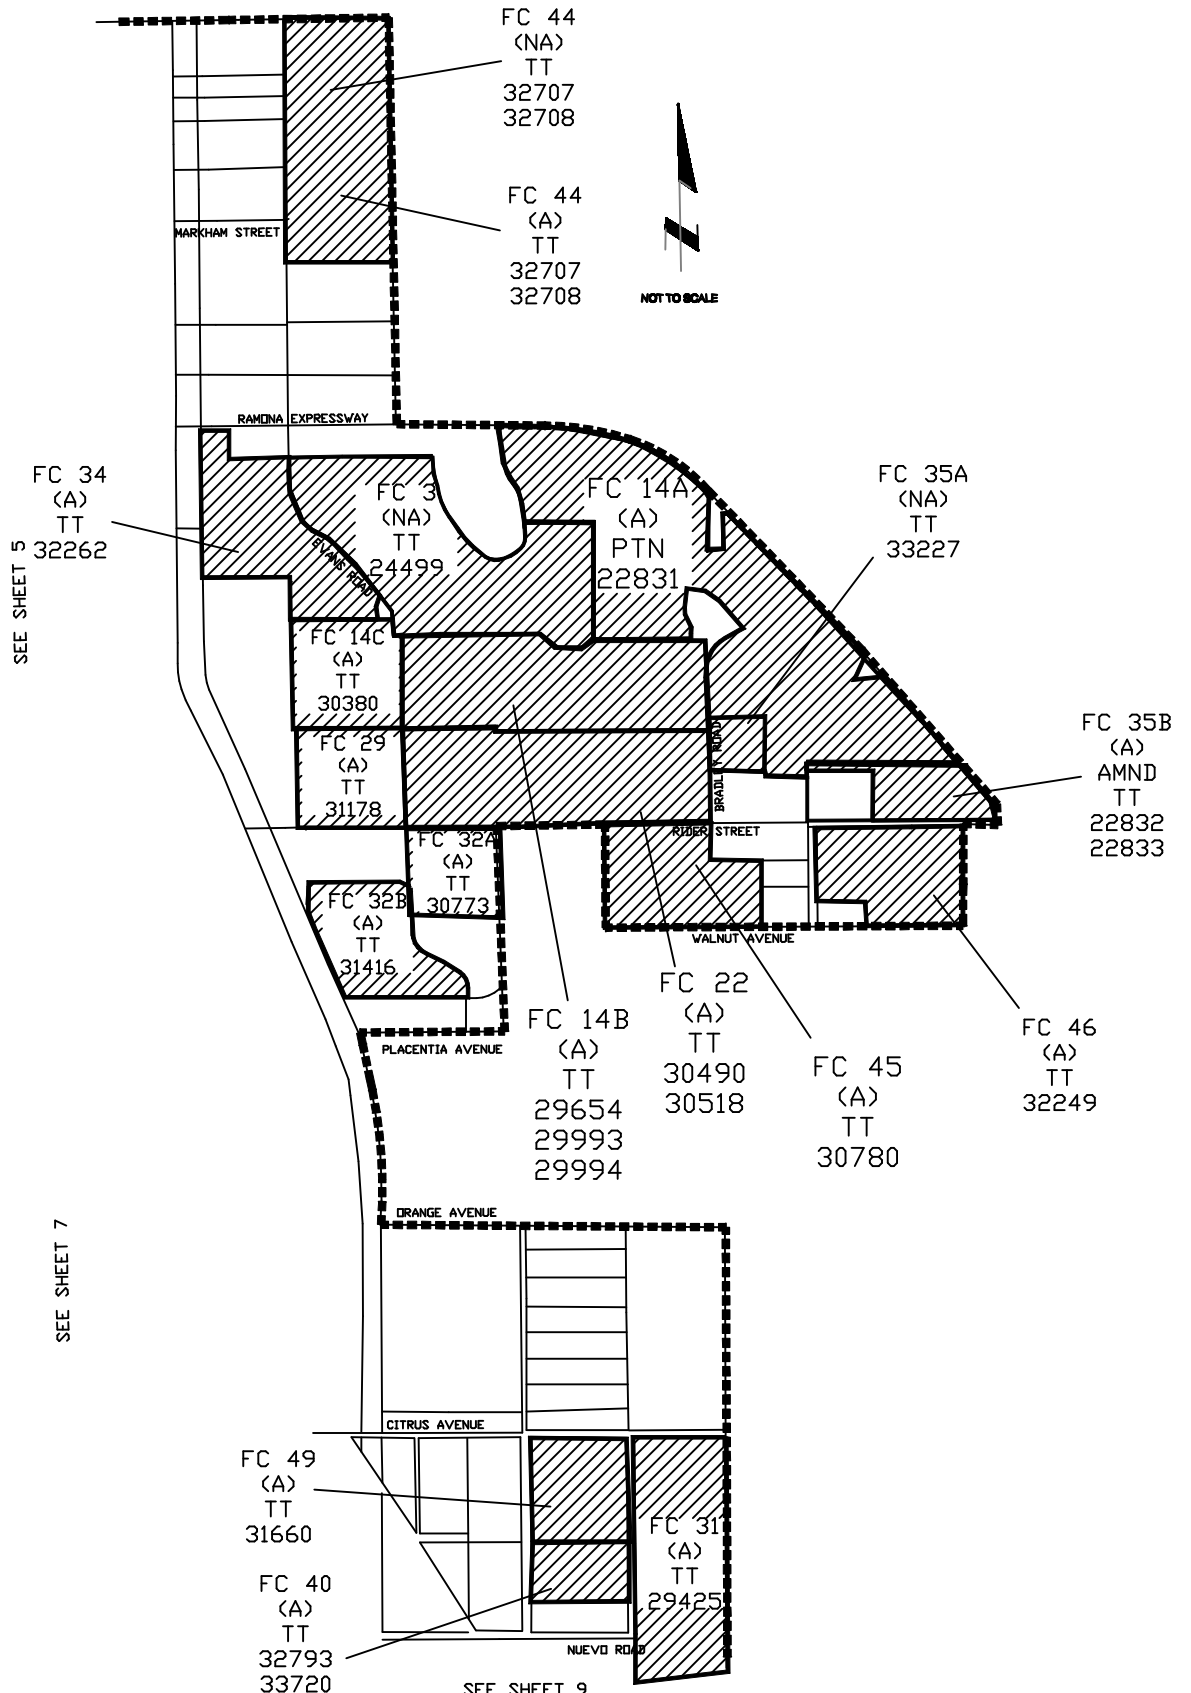 FC 44
(NA)
TT
32707
32708
FC 44
(A)
TT
32707
32708
MARKHAM STREET
NOT TO SCALE
RAMONA EXPRESSWAY
FC 34
(A)
TT
32262
SEE SHEET 5
FC 3
(NA)
TT
24499
EVANS ROAD
FC 14A
(A)
PTN
22831
FC 35A
(NA)
TT
33227
FC 14C
(A)
TT
30380
FC 29
(A)
TT
31178
BRADLEY ROAD
FC 35B
(A)
AMND
TT
22832
22833
RIDER STREET
FC 32A
(A)
TT
30773
FC 32B
(A)
TT
31416
WALNUT AVENUE
PLACENTIA AVENUE
FC 14B
(A)
TT
29654
29993
29994
FC 22
(A)
TT
30490
30518
FC 45
(A)
TT
30780
FC 46
(A)
TT
32249
ORANGE AVENUE
SEE SHEET 7
CITRUS AVENUE
FC 49
(A)
TT
31660
FC 31
(A)
TT
29425
FC 40
(A)
TT
32793
33720
NUEVO ROAD
SEE SHEET 9